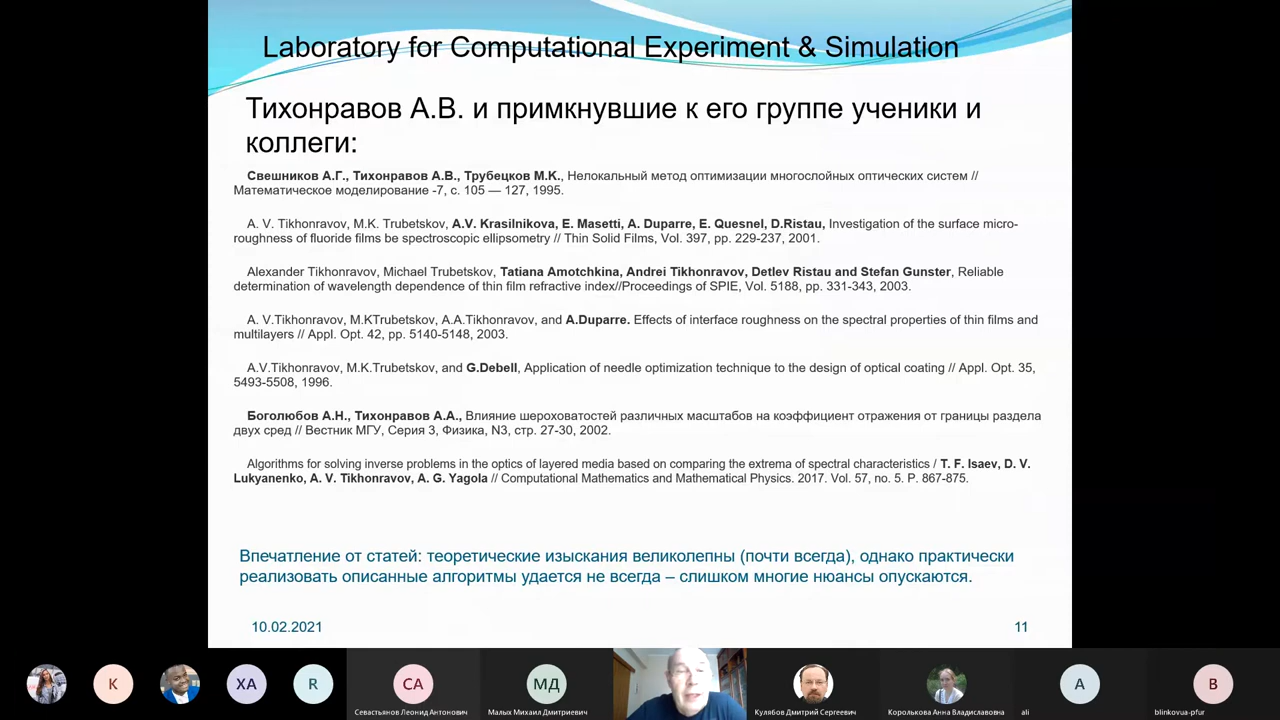 Laboratory for Computational Experiment & Simulation
Тихонравов А.В. и примкнувшие к его группе ученики и
коллеги:
Свешников А.Г., Тихонравов А.В., Трубецков М.К., Нелокальный метод оптимизации многослойных оптических систем //
Математическое моделирование -7, с. 105 — 127, 1995.
A. V. Tikhonravov, M.K. Trubetskov, A.V. Krasilnikova, E. Masetti, A. Duparre, E. Quesnel, D.Ristau, Investigation of the surface micro-
roughness of fluoride films be spectroscopic ellipsometry // Thin Solid Films, Vol. 397, pp. 229-237, 2001.
Alexander Tikhonravov, Michael Trubetskov, Tatiana Amotchkina, Andrei Tikhonravov, Detlev Ristau and Stefan Gunster, Reliable
determination of wavelength dependence of thin film refractive index//Proceedings of SPIE, Vol. 5188, pp. 331-343, 2003.
A. V.Tikhonravov, M.KTrubetskov, A.A.Tikhonravov, and A.Duparre. Effects of interface roughness on the spectral properties of thin films and
multilayers // Appl. Opt. 42, pp. 5140-5148, 2003.
A.V.Tikhonravov, M.K.Trubetskov, and G.Debell, Application of needle optimization technique to the design of optical coating // Appl. Opt. 35,
5493-5508, 1996.
Боголюбов А.Н., Тихонравов А.А., Влияние шероховатостей различных масштабов на коэффициент отражения от границы раздела
двух сред // Вестник МГУ, Серия 3, Физика, N3, стр. 27-30, 2002.
Algorithms for solving inverse problems in the optics of layered media based on comparing the extrema of spectral characteristics / T. F. Isaev, D. V.
Lukyanenko, A. V. Tikhonravov, A. G. Yagola // Computational Mathematics and Mathematical Physics. 2017. Vol. 57, no. 5. P. 867-875.
Впечатление от статей: теоретические изыскания великолепны (почти всегда), однако практически
реализовать описанные алгоритмы удается не всегда – слишком многие нюансы опускаются.
10.02.2021 11
K XA R CA МД A B
Севастьянов Леонид Антонович Малых Михаил Дмитриевич Кулябов Дмитрий Сергеевич Королькова Анна Владиславовна ali blinkovua-pfur